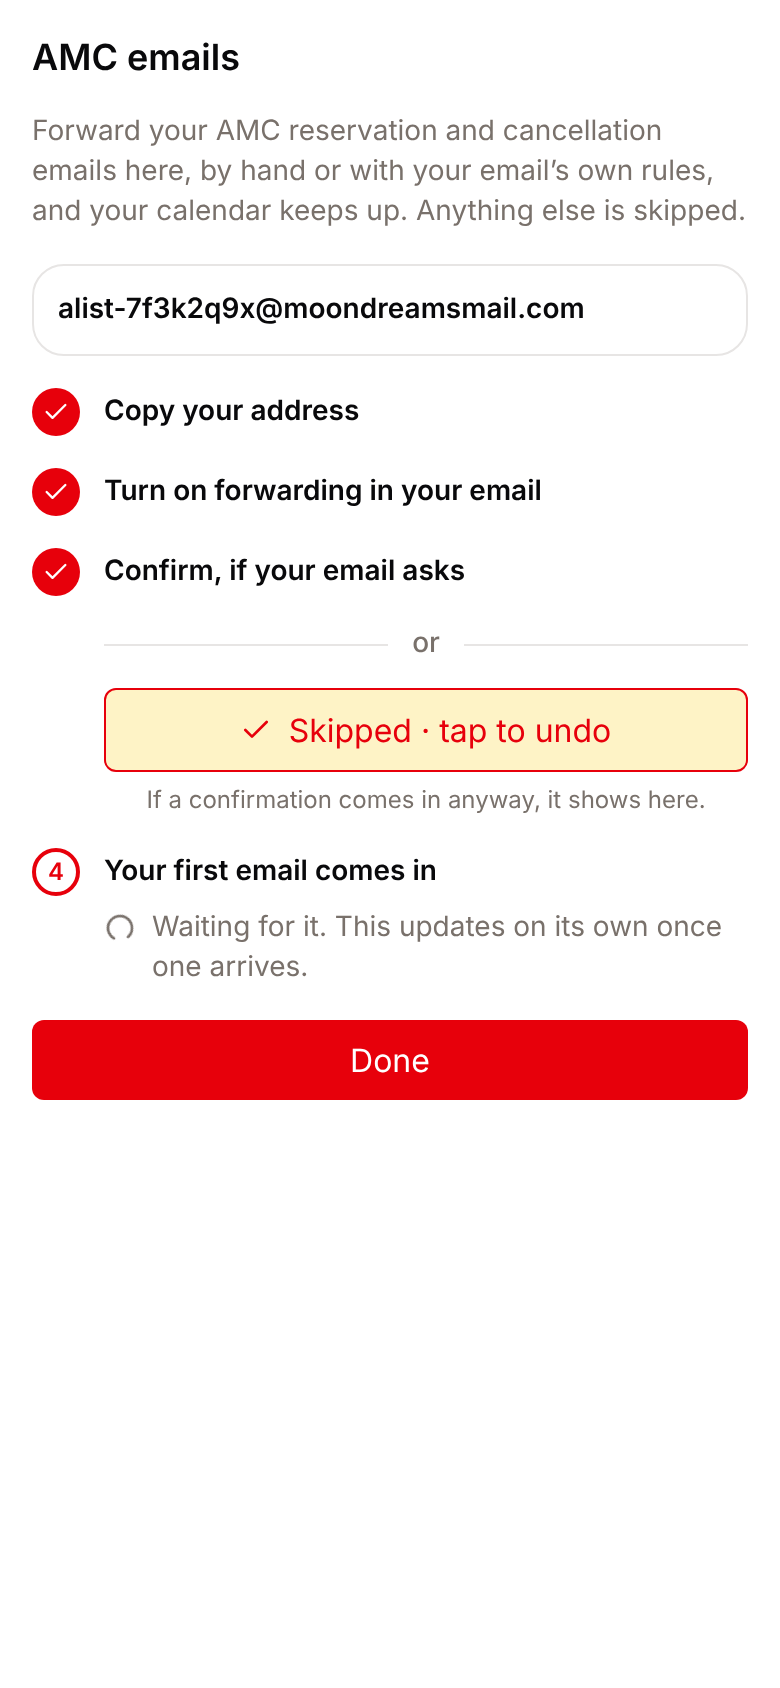 AMC emails
Forward your AMC reservation and cancellation
emails here, by hand or with your email’s own rules,
and your calendar keeps up. Anything else is skipped.
alist-7f3k2q9x@moondreamsmail.com
Copy your address
Turn on forwarding in your email
Confirm, if your email asks
or
Skipped · tap to undo
If a confirmation comes in anyway, it shows here.
4 Your first email comes in
Waiting for it. This updates on its own once
one arrives.
Done